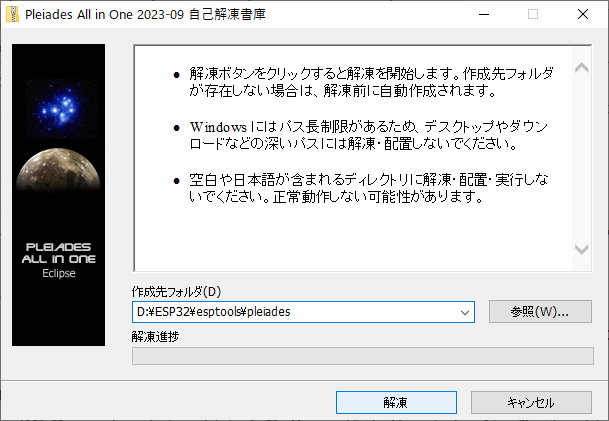 Pleiades All in One 2023-09 自己解凍書庫
解凍ボタンをクリックすると解凍を開始します。作成先フォルダ
が存在しない場合は、解凍前に自動作成されます。
Windows にはパス長制限があるため、デスクトップやダウン
ロードなどの深いパスには解凍・配置しないでください。
空白や日本語が含まれるディレクトリに解凍・配置・実行しな
いでください。正常動作しない可能性があります。
PLEIADES
ALL IN ONE
Eclipse
作成先フォルダ(D)
D:¥ESP32¥esptools¥pleiades
参照(W)...
解凍進捗
解凍
キャンセル